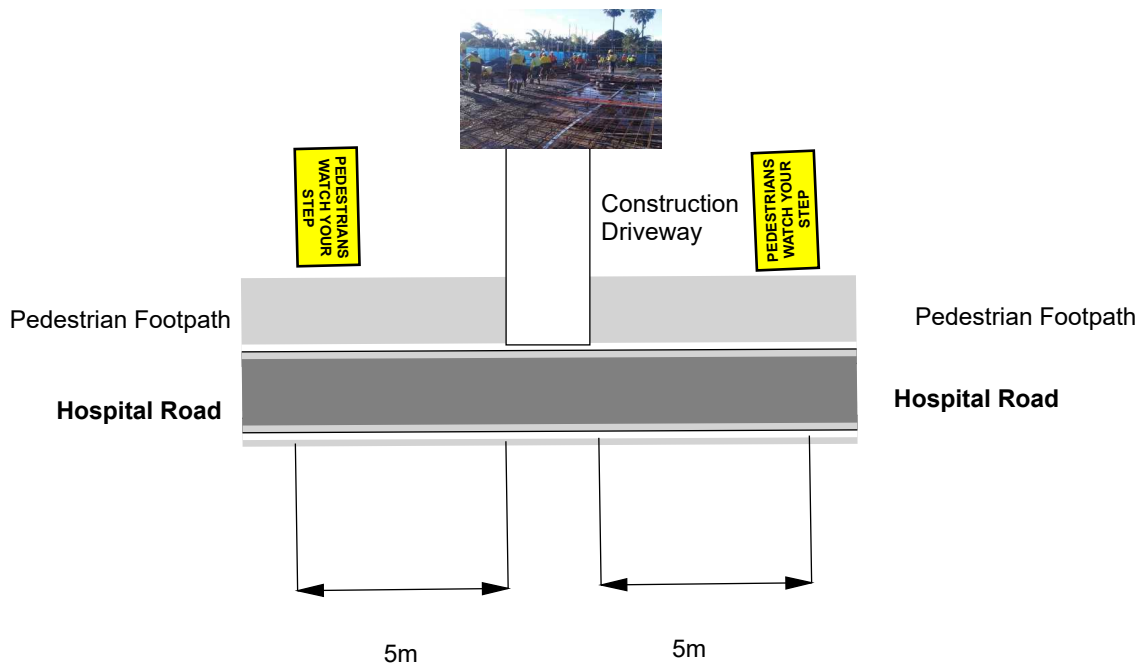 PEDESTRIANS
WATCH YOUR
STEP
PEDESTRIANS
WATCH YOUR
STEP
Construction
Driveway
Pedestrian Footpath
Pedestrian Footpath
Hospital Road
Hospital Road
5m
5m